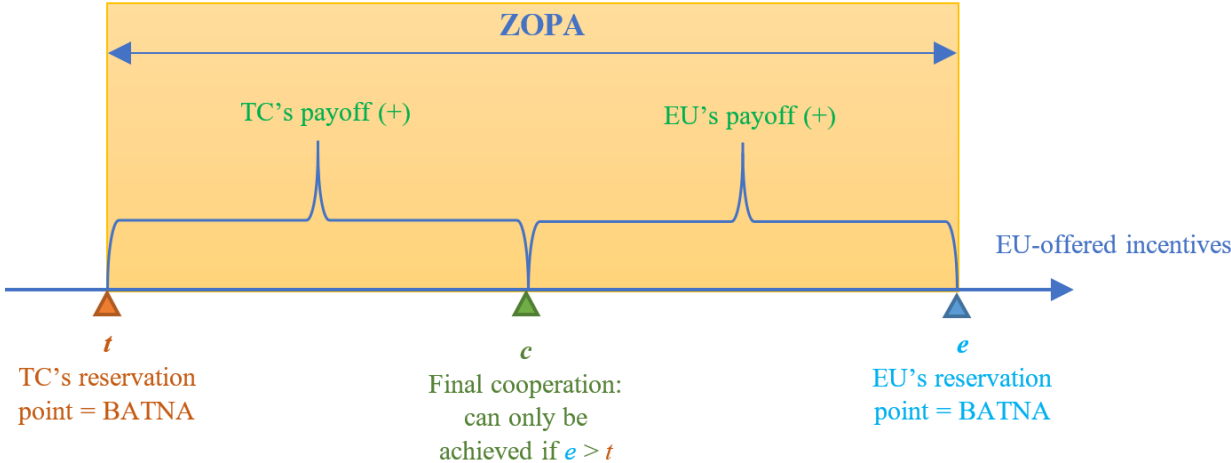 ZOPA
TC's payoff (+)
EU's payoff (+)
EU-offered incentives
t
TC's reservation
point = BATNA
c
Final cooperation:
can only be
achieved if e > t
e
EU's reservation
point = BATNA